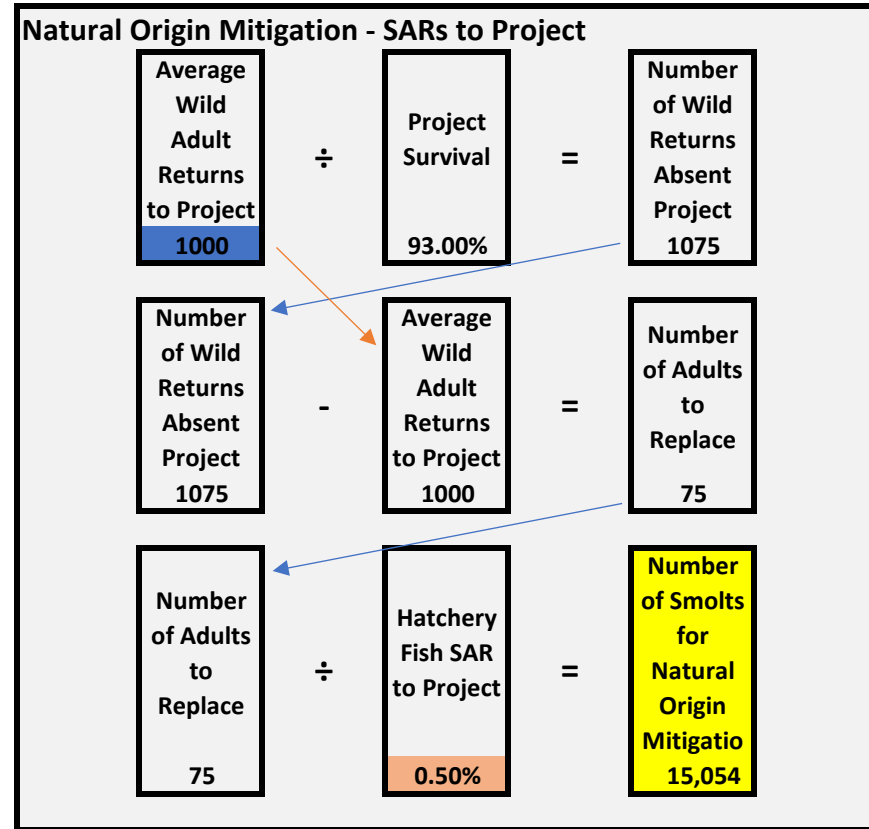 Natural Origin Mitigation - SARs to Project
Average
Wild
Adult
Returns
to Project
1000
÷
Project
Survival
93.00%
=
Number
of Wild
Returns
Absent
Project
1075
Number
of Wild
Returns
Absent
Project
1075
-
Average
Wild
Adult
Returns
to Project
1000
=
Number
of Adults
to
Replace
75
Number
of Adults
to
Replace
75
÷
Hatchery
Fish SAR
to Project
0.50%
=
Number
of Smolts
for
Natural
Origin
Mitigatio
15,054